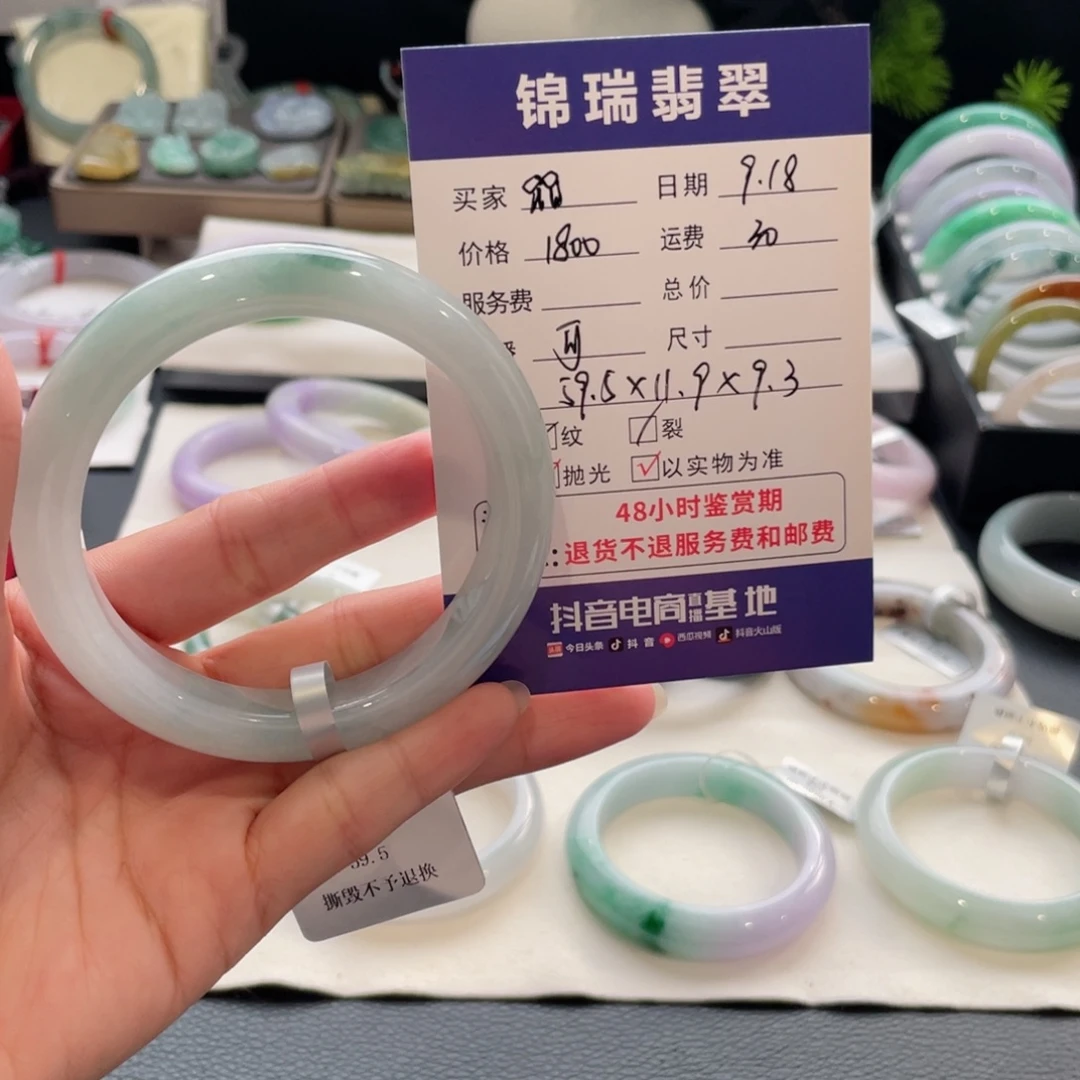 锦瑞翡翠
买家 日期 9.18
价格 1800 运费 30
服务费 总价
播 尺寸
59.5×11.9×9.3
纹 裂
抛光 以实物为准
48小时鉴赏期
:退货不退服务费和邮费
抖音电商直播基地
头条 今日头条 抖音 西瓜视频 抖音火山版
59.5
撕毁不予退换